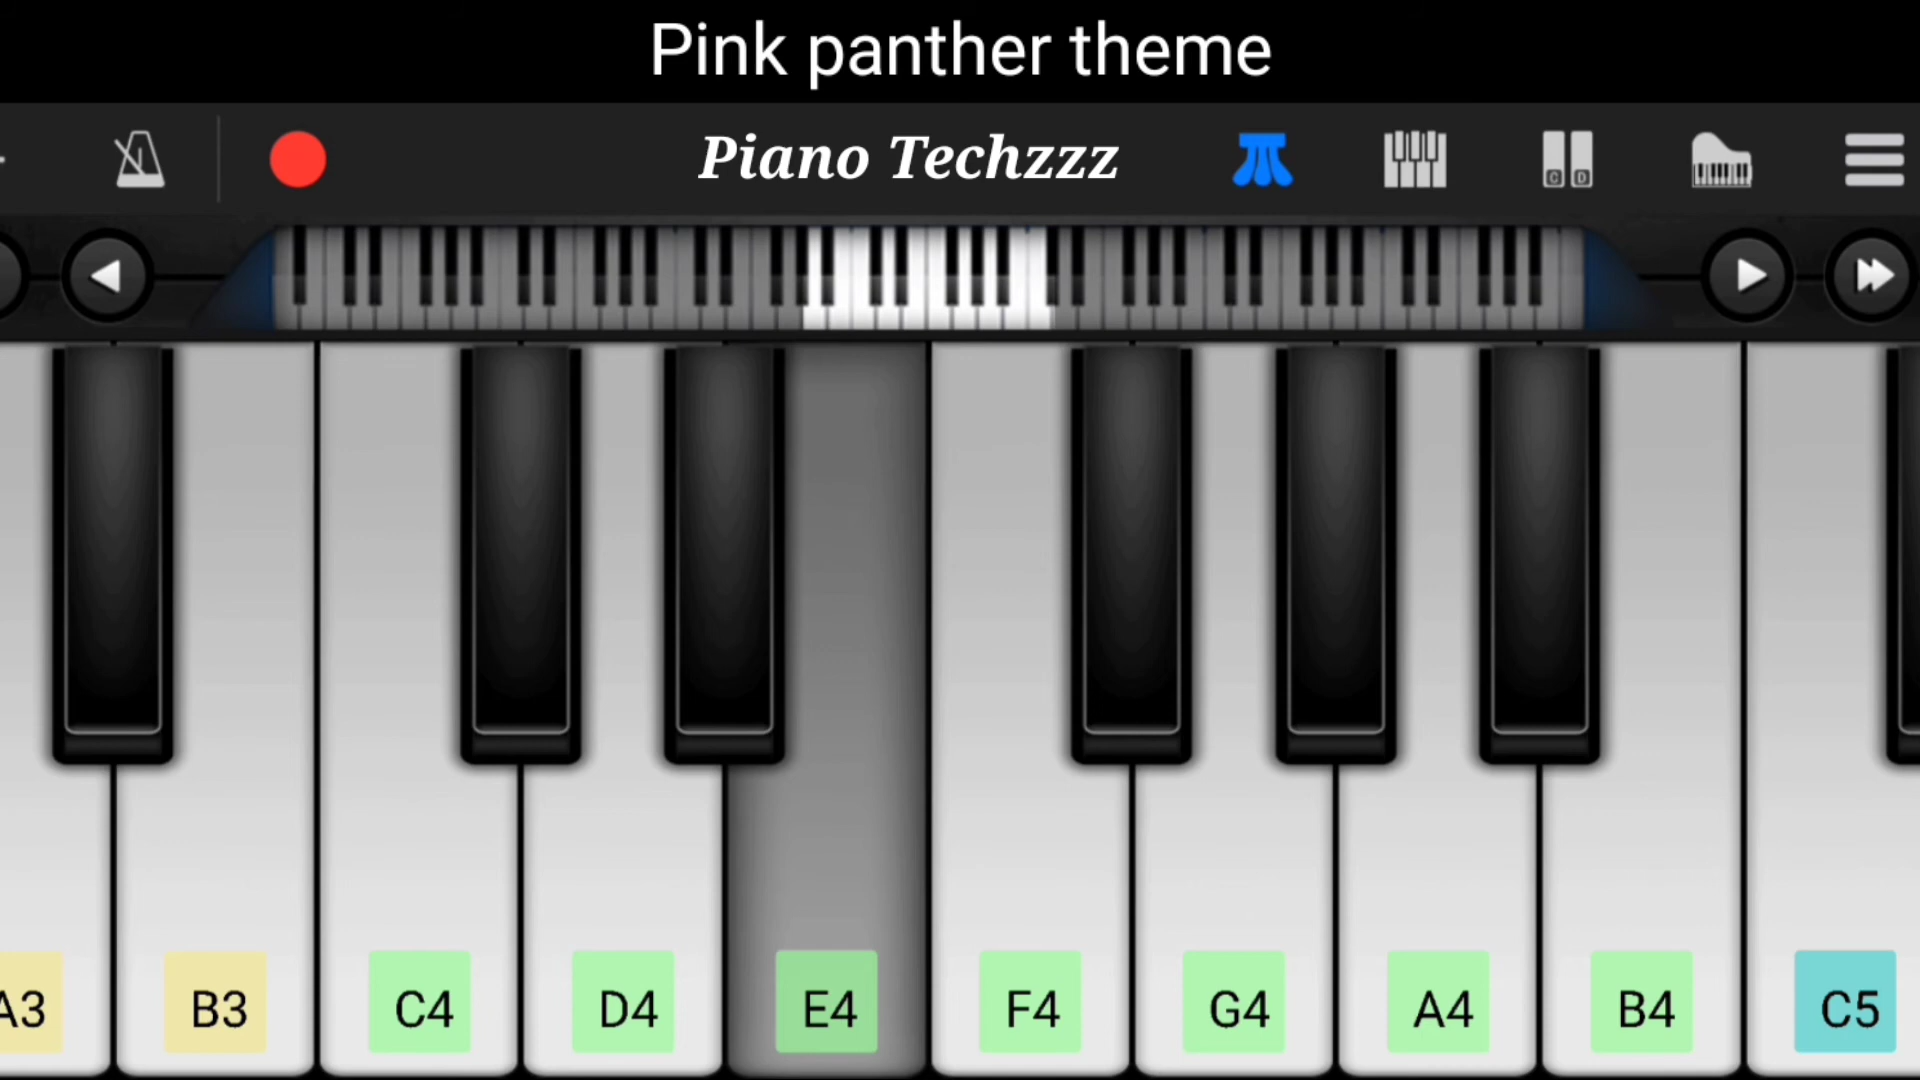 Pink panther theme
Piano Techzzz
C D
A3 B3 C4 D4 E4 F4 G4 A4 B4 C5